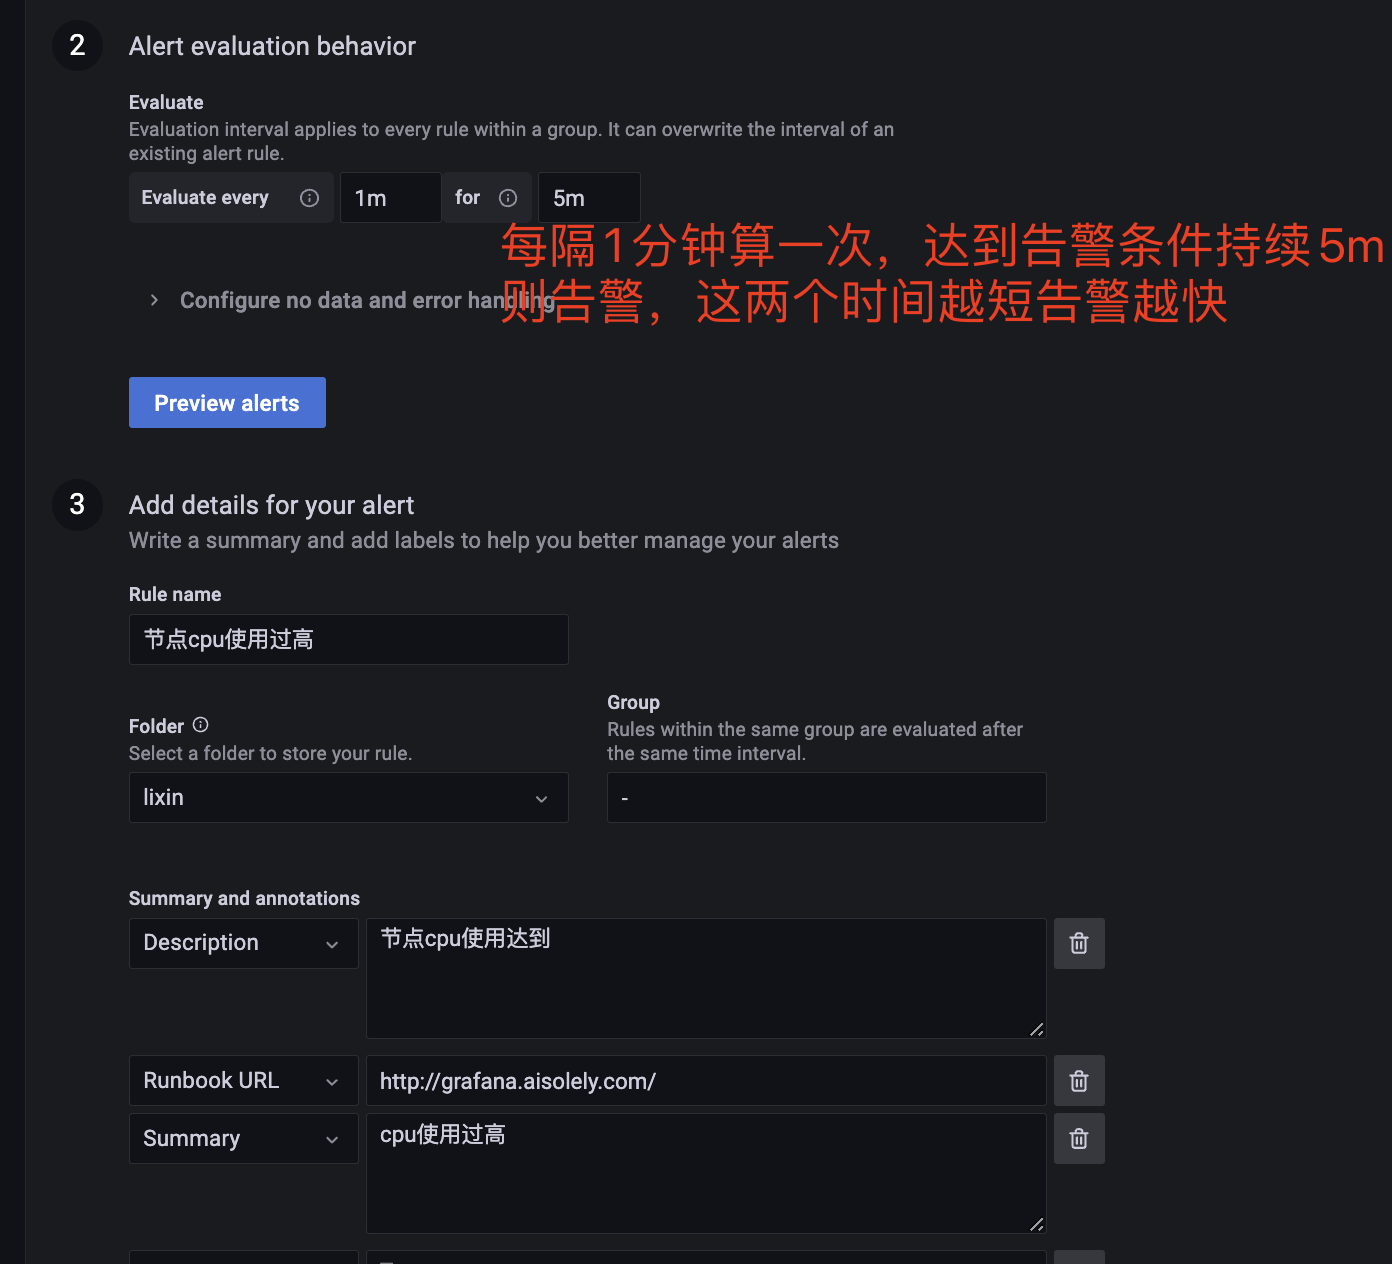 2
Alert evaluation behavior
Evaluate
Evaluation interval applies to every rule within a group. It can overwrite the interval of an
existing alert rule.
Evaluate every 1m for 5m
每隔1分钟算一次，达到告警条件持续5m
则告警，这两个时间越短告警越快
Configure no data and error handling
Preview alerts
3
Add details for your alert
Write a summary and add labels to help you better manage your alerts
Rule name
节点cpu使用过高
Folder
Select a folder to store your rule.
lixin
Group
Rules within the same group are evaluated after
the same time interval.
-
Summary and annotations
Description
节点cpu使用达到
Runbook URL
http://grafana.aisolely.com/
Summary
cpu使用过高